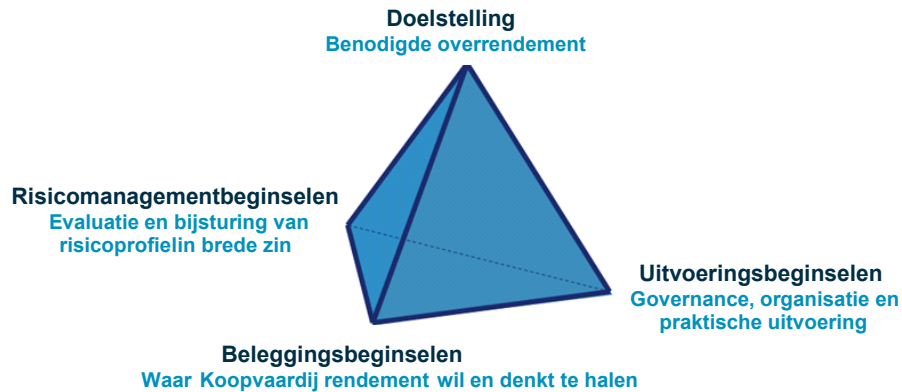 Doelstelling
Benodigde overrendement
Risicomanagementbeginselen
Evaluatie en bijsturing van
risicoprofielin brede zin
Uitvoeringsbeginselen
Governance, organisatie en
praktische uitvoering
Beleggingsbeginselen
Waar Koopvaardij rendement wil en denkt te halen